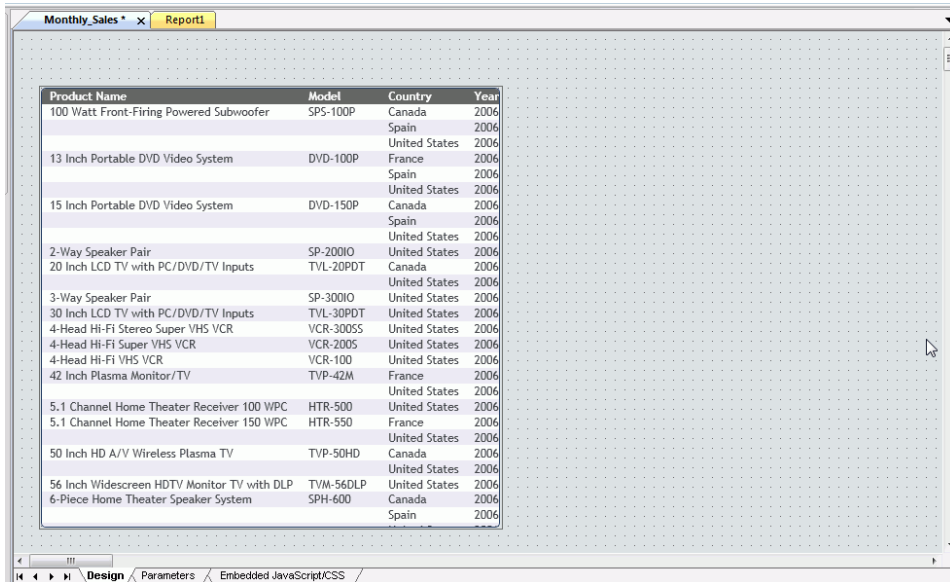 Monthly_Sales * x Report1
Product Name Model Country Year
100 Watt Front-Firing Powered Subwoofer SPS-100P Canada 2006
Spain 2006
United States 2006
13 Inch Portable DVD Video System DVD-100P France 2006
Spain 2006
United States 2006
15 Inch Portable DVD Video System DVD-150P Canada 2006
Spain 2006
United States 2006
2-Way Speaker Pair SP-200IO United States 2006
20 Inch LCD TV with PC/DVD/TV Inputs TVL-20PDT Canada 2006
United States 2006
3-Way Speaker Pair SP-300IO United States 2006
30 Inch LCD TV with PC/DVD/TV Inputs TVL-30PDT United States 2006
4-Head Hi-Fi Stereo Super VHS VCR VCR-300SS United States 2006
4-Head Hi-Fi Super VHS VCR VCR-200S United States 2006
4-Head Hi-Fi VHS VCR VCR-100 United States 2006
42 Inch Plasma Monitor/TV TVP-42M France 2006
United States 2006
5.1 Channel Home Theater Receiver 100 WPC HTR-500 United States 2006
5.1 Channel Home Theater Receiver 150 WPC HTR-550 France 2006
United States 2006
50 Inch HD A/V Wireless Plasma TV TVP-50HD Canada 2006
United States 2006
56 Inch Widescreen HDTV Monitor TV with DLP TVM-56DLP United States 2006
6-Piece Home Theater Speaker System SPH-600 Canada 2006
Spain 2006
Design Parameters Embedded JavaScript/CSS